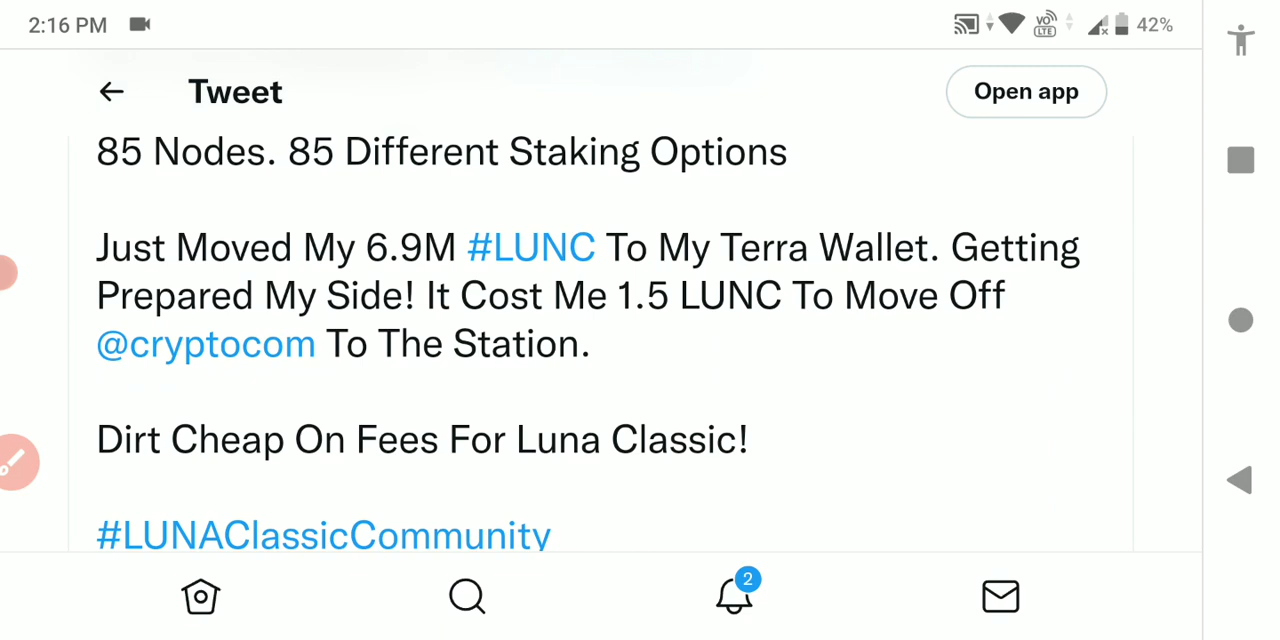 2:16 PM
VO LTE
42%
Tweet
Open app
85 Nodes. 85 Different Staking Options
Just Moved My 6.9M #LUNC To My Terra Wallet. Getting
Prepared My Side! It Cost Me 1.5 LUNC To Move Off
@cryptocom To The Station.
Dirt Cheap On Fees For Luna Classic!
#LUNAClassicCommunity
2